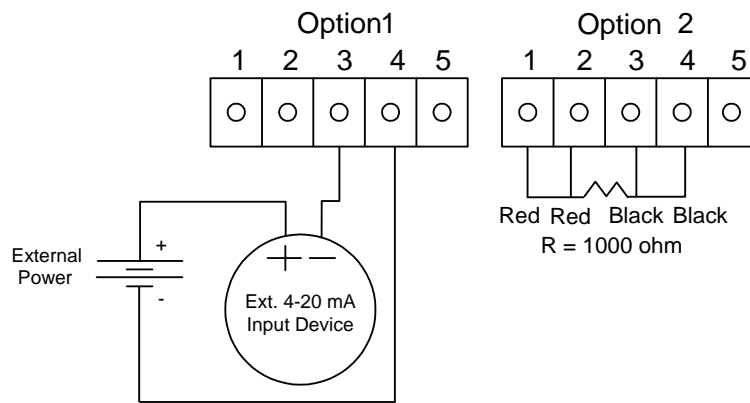 Option1
1 2 3 4 5
External
Power
+
-
+ −
Ext. 4-20 mA
Input Device
Option 2
1 2 3 4 5
Red Red Black Black
R = 1000 ohm